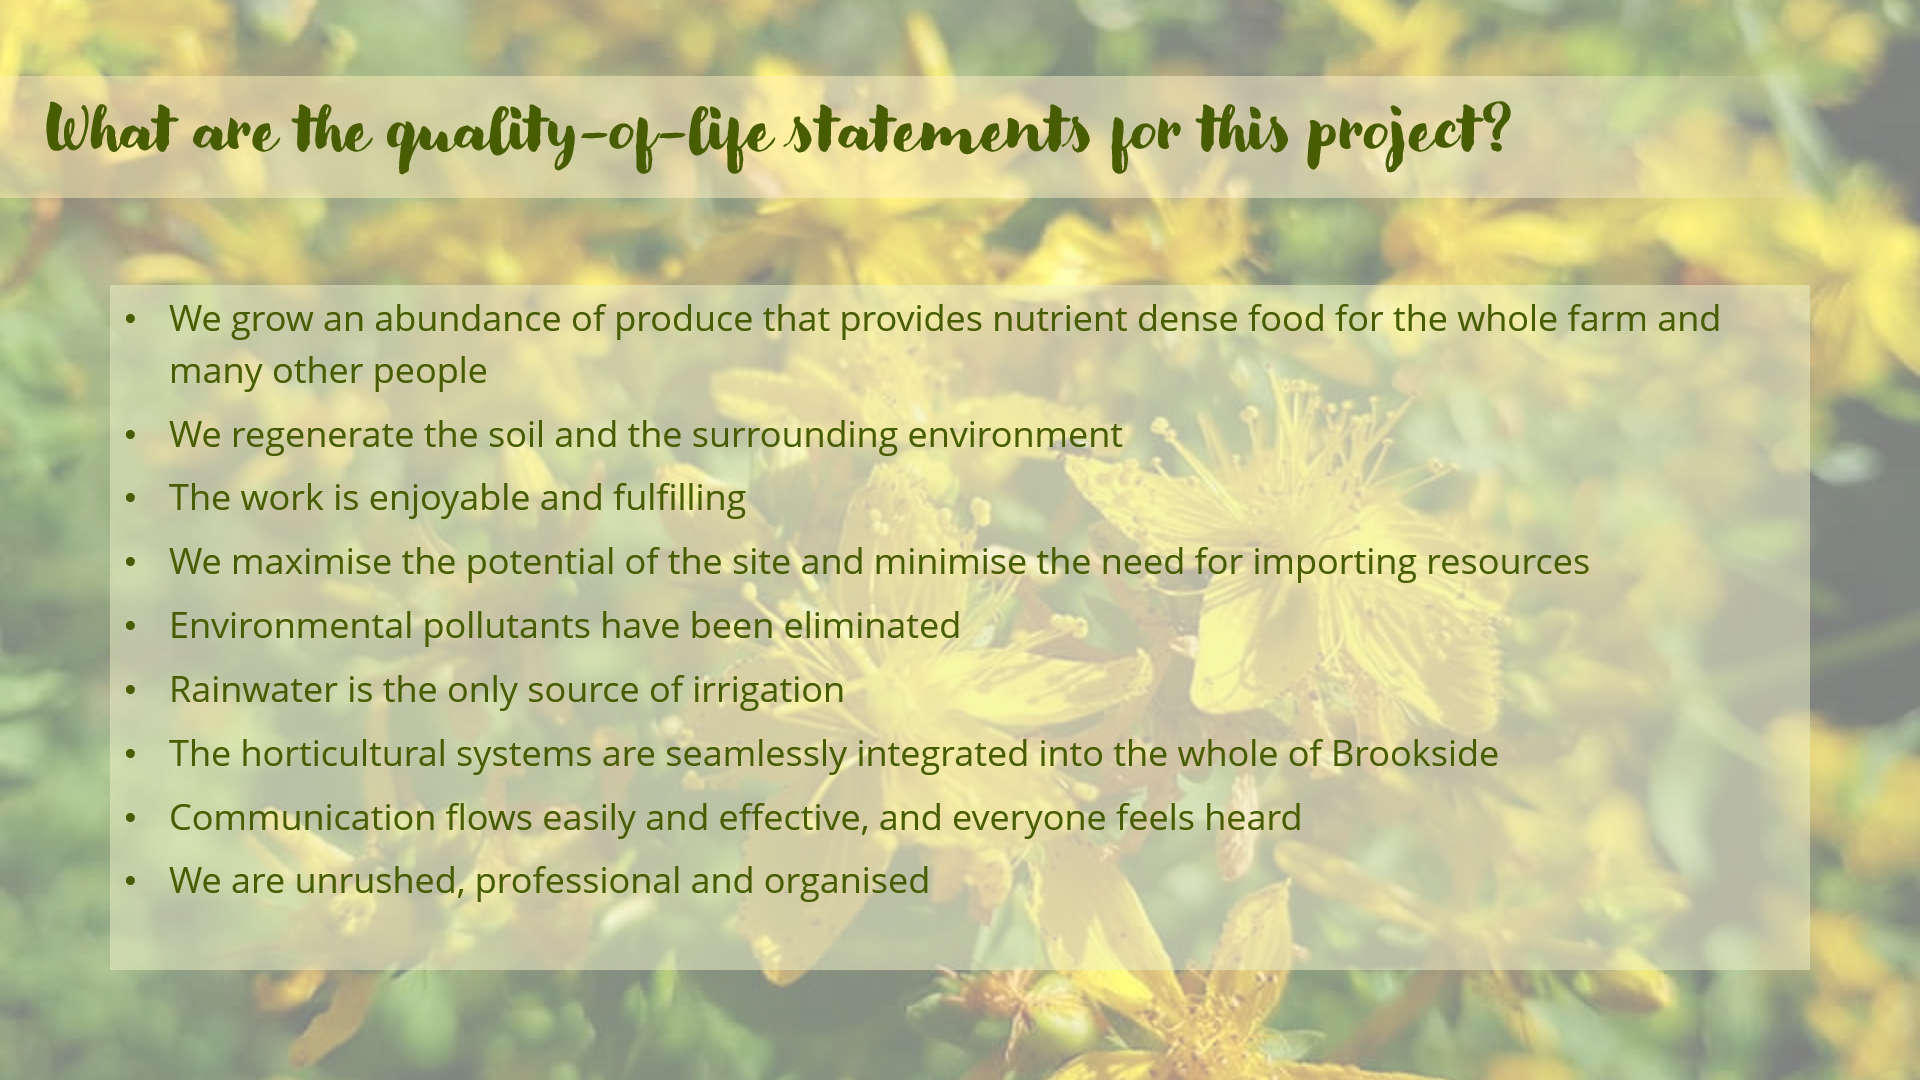 What are the quality-of-life statements for this project?
• We grow an abundance of produce that provides nutrient dense food for the whole farm and
many other people
• We regenerate the soil and the surrounding environment
• The work is enjoyable and fulfilling
• We maximise the potential of the site and minimise the need for importing resources
• Environmental pollutants have been eliminated
• Rainwater is the only source of irrigation
• The horticultural systems are seamlessly integrated into the whole of Brookside
• Communication flows easily and effective, and everyone feels heard
• We are unrushed, professional and organised